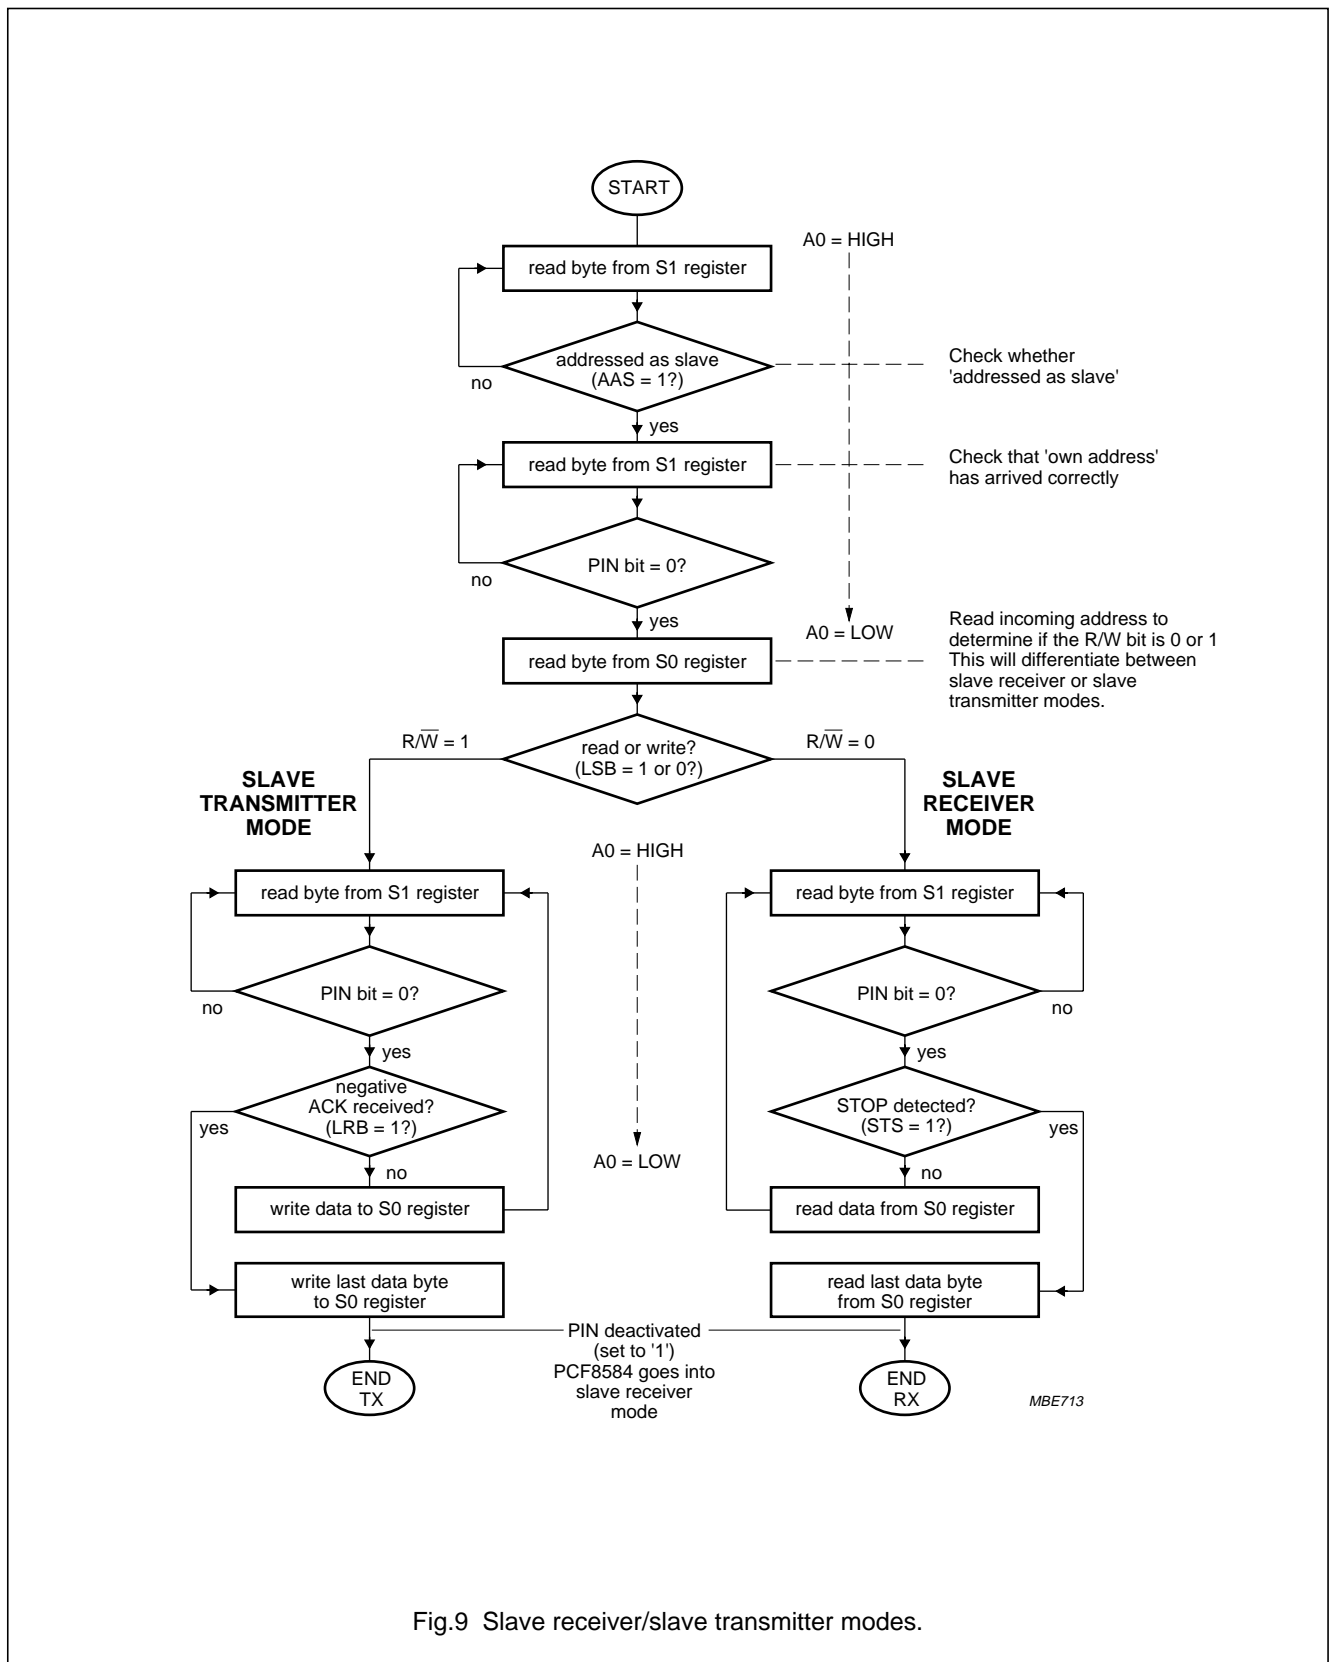 START
A0 = HIGH
read byte from S1 register
addressed as slave
(AAS = 1?)
no
Check whether
'addressed as slave'
yes
read byte from S1 register
Check that 'own address'
has arrived correctly
PIN bit = 0?
no
yes
A0 = LOW
read byte from S0 register
Read incoming address to
determine if the R/W bit is 0 or 1
This will differentiate between
slave receiver or slave
transmitter modes.
R/W̅ = 1
read or write?
(LSB = 1 or 0?)
R/W̅ = 0
SLAVE
TRANSMITTER
MODE
SLAVE
RECEIVER
MODE
A0 = HIGH
A0 = LOW
read byte from S1 register
PIN bit = 0?
no
yes
negative
ACK received?
(LRB = 1?)
yes
no
write data to S0 register
write last data byte
to S0 register
END
TX
read byte from S1 register
PIN bit = 0?
no
yes
STOP detected?
(STS = 1?)
yes
no
read data from S0 register
read last data byte
from S0 register
END
RX
PIN deactivated
(set to '1')
PCF8584 goes into
slave receiver
mode
MBE713
Fig.9 Slave receiver/slave transmitter modes.